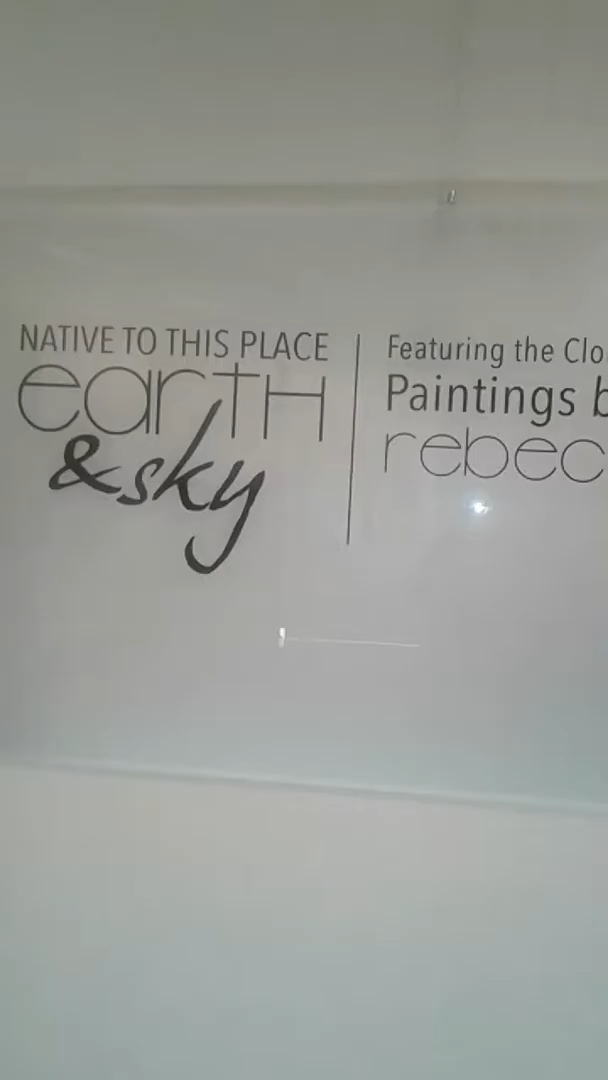 NATIVE TO THIS PLACE
earth
&sky
Featuring the
Paintings